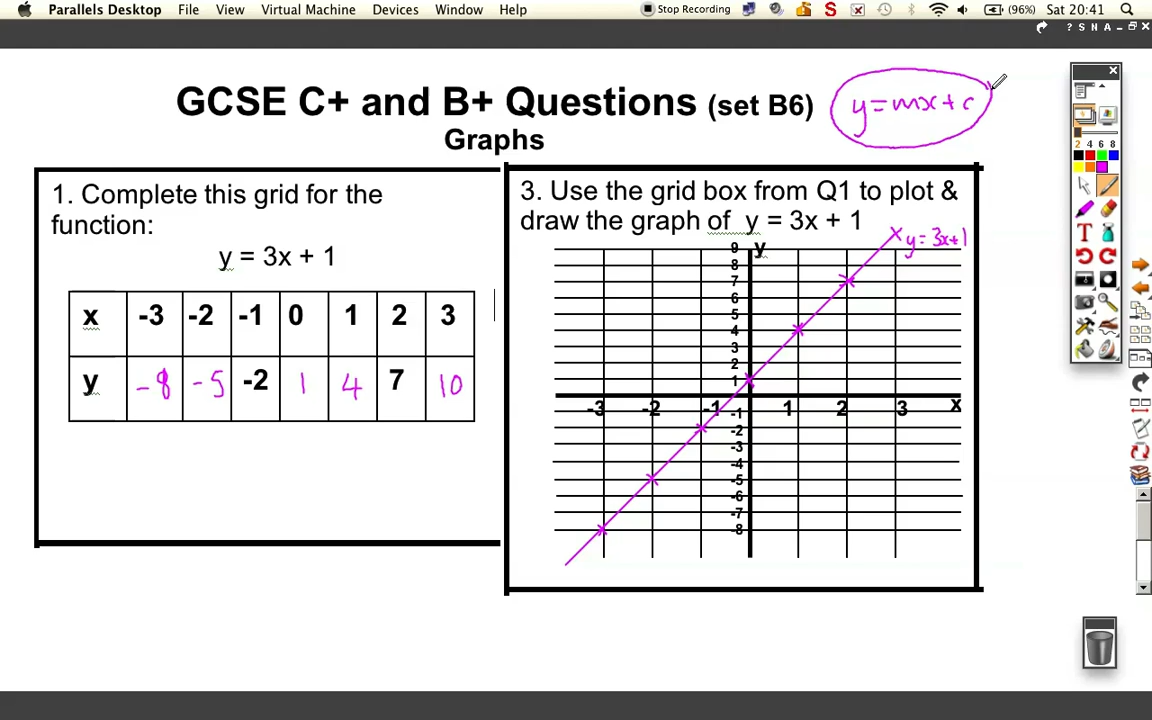 Parallels Desktop File View Virtual Machine Devices Window Help Stop Recording S (96%) Sat 20:41
? S N A
GCSE C+ and B+ Questions (set B6) y=mx+c
Graphs
1. Complete this grid for the
function:
y = 3x + 1
x -3 -2 -1 0 1 2 3
y -8 -5 -2 1 4 7 10
3. Use the grid box from Q1 to plot &
draw the graph of y = 3x + 1
y=3x+1
y
9
8
7
6
5
4
3
2
1
-3 -2 -1 1 2 3 x
-1
-2
-3
-4
-5
-6
-7
-8
2 4 6 8
T